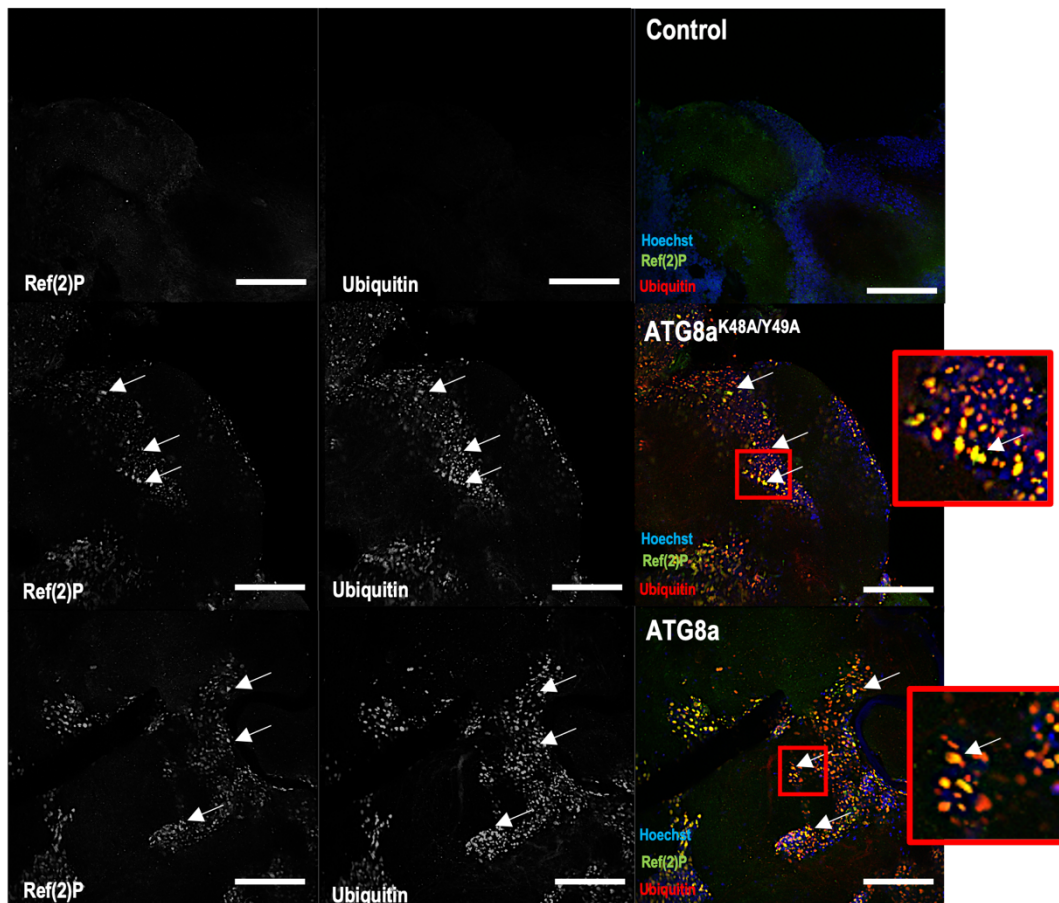 Control
Ref(2)P
Ubiquitin
Hoechst
Ref(2)P
Ubiquitin
ATG8aK48A/Y49A
Ref(2)P
Ubiquitin
Hoechst
Ref(2)P
Ubiquitin
ATG8a
Ref(2)P
Ubiquitin
Hoechst
Ref(2)P
Ubiquitin